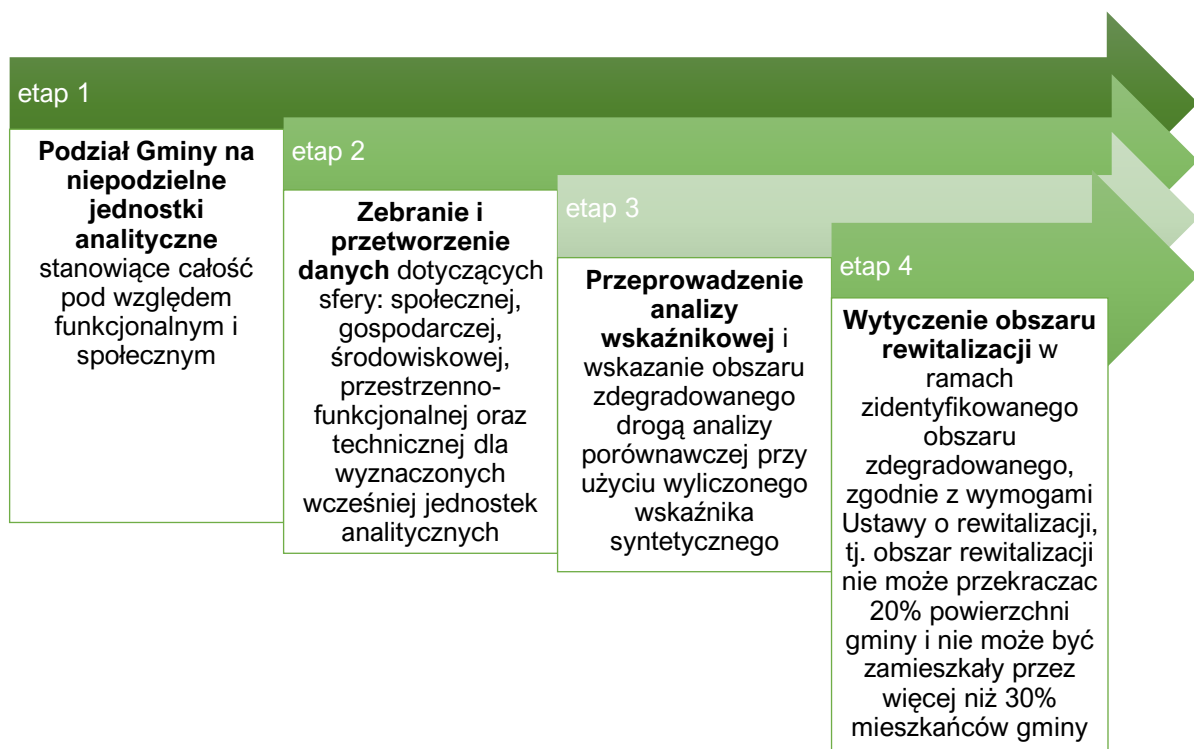 etap 1
Podział Gminy na
niepodzielne
jednostki
analityczne
stanowiące całość
pod względem
funkcjonalnym i
społecznym
etap 2
Zebranie i
przetworzenie
danych dotyczących
sfery: społecznej,
gospodarczej,
środowiskowej,
przestrzenno-
funkcjonalnej oraz
technicznej dla
wyznaczonych
wcześniej jednostek
analitycznych
etap 3
Przeprowadzenie
analizy
wskaźnikowej i
wskazanie obszaru
zdegradowanego
drogą analizy
porównawczej przy
użyciu wyliczonego
wskaźnika
syntetycznego
etap 4
Wytyczenie obszaru
rewitalizacji w
ramach
zidentyfikowanego
obszaru
zdegradowanego,
zgodnie z wymogami
Ustawy o rewitalizacji,
tj. obszar rewitalizacji
nie może przekraczac
20% powierzchni
gminy i nie może być
zamieszkały przez
więcej niż 30%
mieszkańców gminy